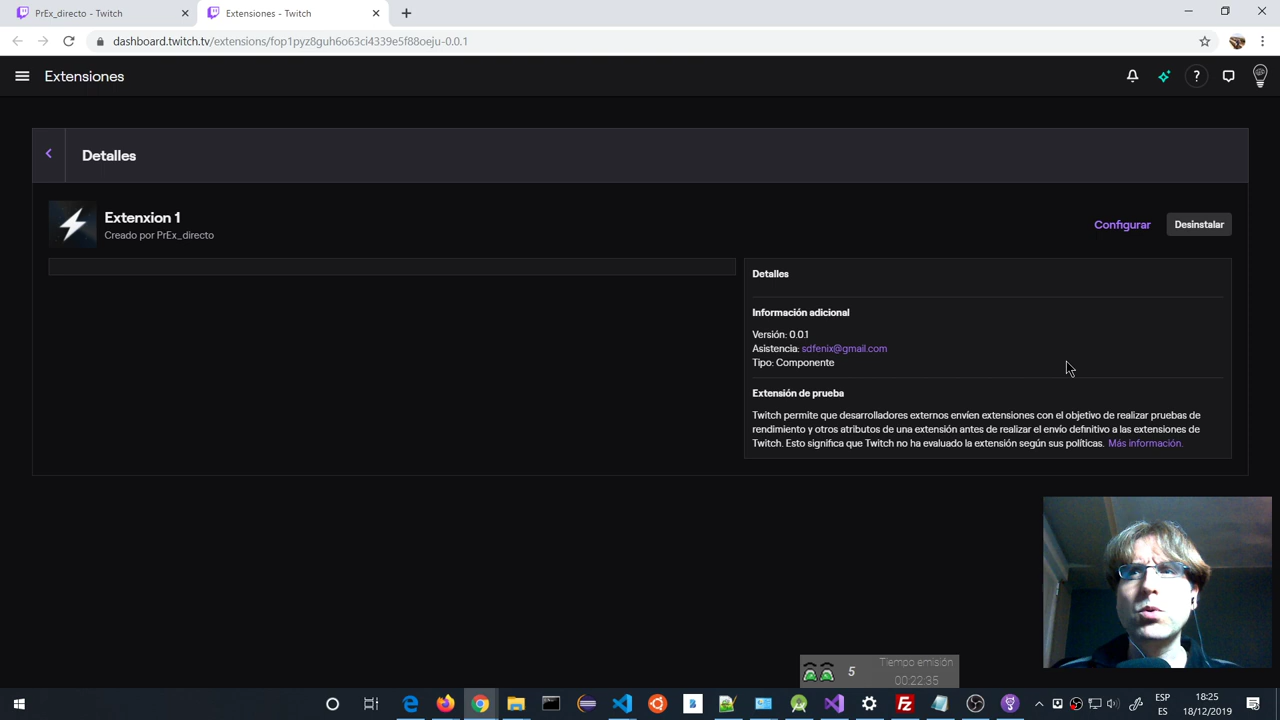 PrEx_directo - Twitch
Extensiones - Twitch
dashboard.twitch.tv/extensions/fop1pyz8guh6o63ci4339e5f88oeju-0.0.1
Extensiones
Detalles
Extenxion 1
Creado por PrEx_directo
Configurar
Desinstalar
Detalles
Información adicional
Versión: 0.0.1
Asistencia: sdfenix@gmail.com
Tipo: Componente
Extensión de prueba
Twitch permite que desarrolladores externos envíen extensiones con el objetivo de realizar pruebas de
rendimiento y otros atributos de una extensión antes de realizar el envío definitivo a las extensiones de
Twitch. Esto significa que Twitch no ha evaluado la extensión según sus políticas. Más información.
5
Tiempo emisión
00:22:35
ESP
ES
18:25
18/12/2019